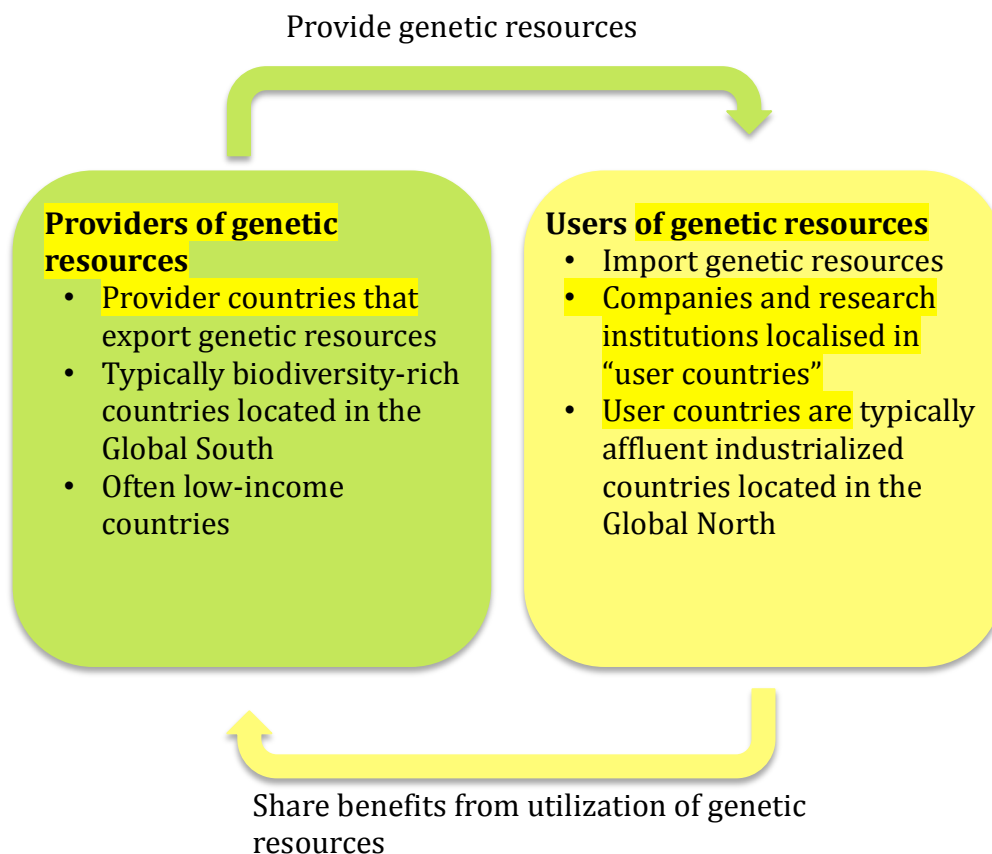 Provide genetic resources
Providers of genetic
resources
• Provider countries that
export genetic resources
• Typically biodiversity-rich
countries located in the
Global South
• Often low-income
countries
Users of genetic resources
• Import genetic resources
• Companies and research
institutions localised in
“user countries”
• User countries are typically
affluent industrialized
countries located in the
Global North
Share benefits from utilization of genetic
resources